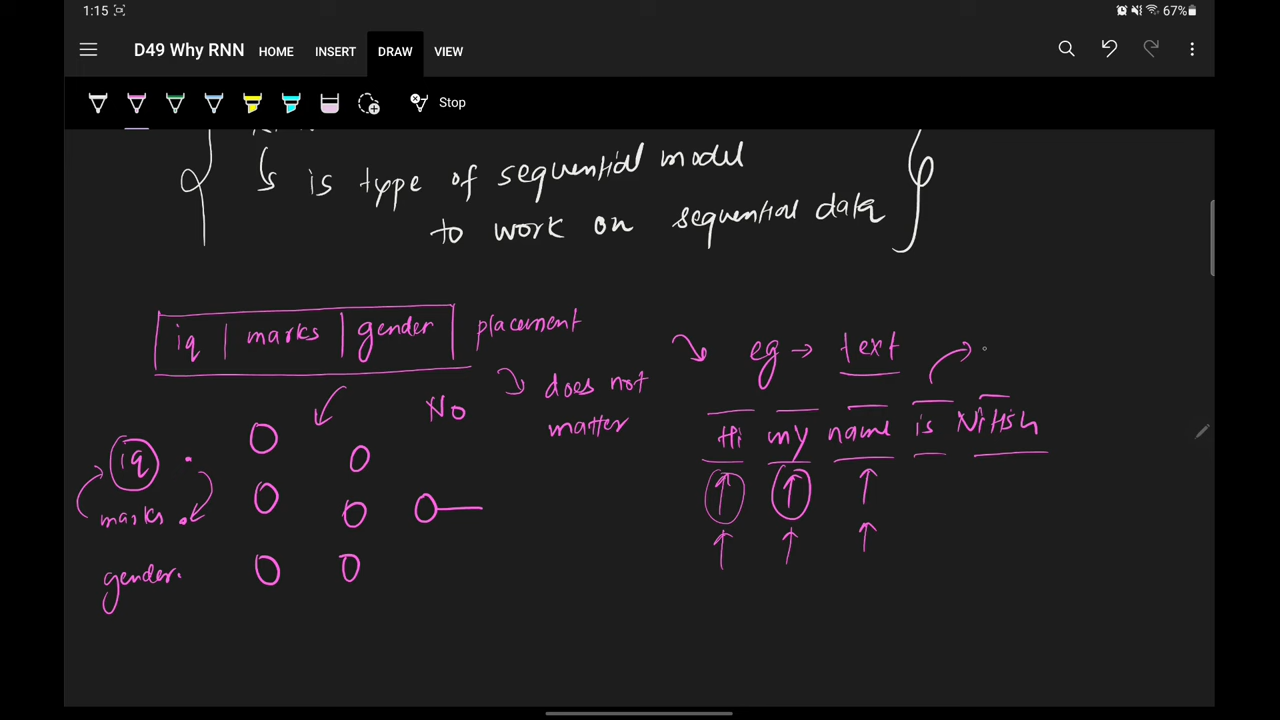 1:15
67%
D49 Why RNN HOME INSERT DRAW VIEW
Stop
is type of sequential model
to work on sequential data
iq | marks | gender placement
does not
matter
No
iq
marks
gender
eg → text
Hi my name is Nitish